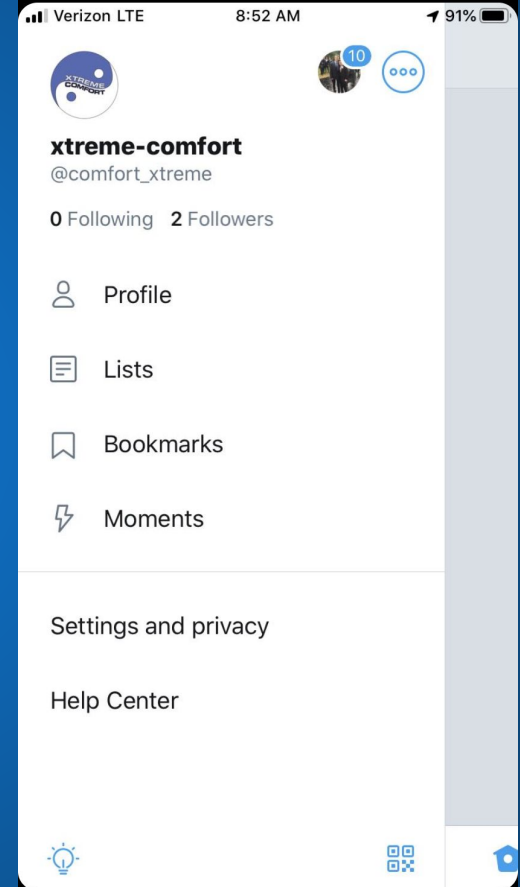 Verizon LTE 8:52 AM 91%
10
XTREME
COMFORT
xtreme-comfort
@comfort_xtreme
0 Following 2 Followers
Profile
Lists
Bookmarks
Moments
Settings and privacy
Help Center